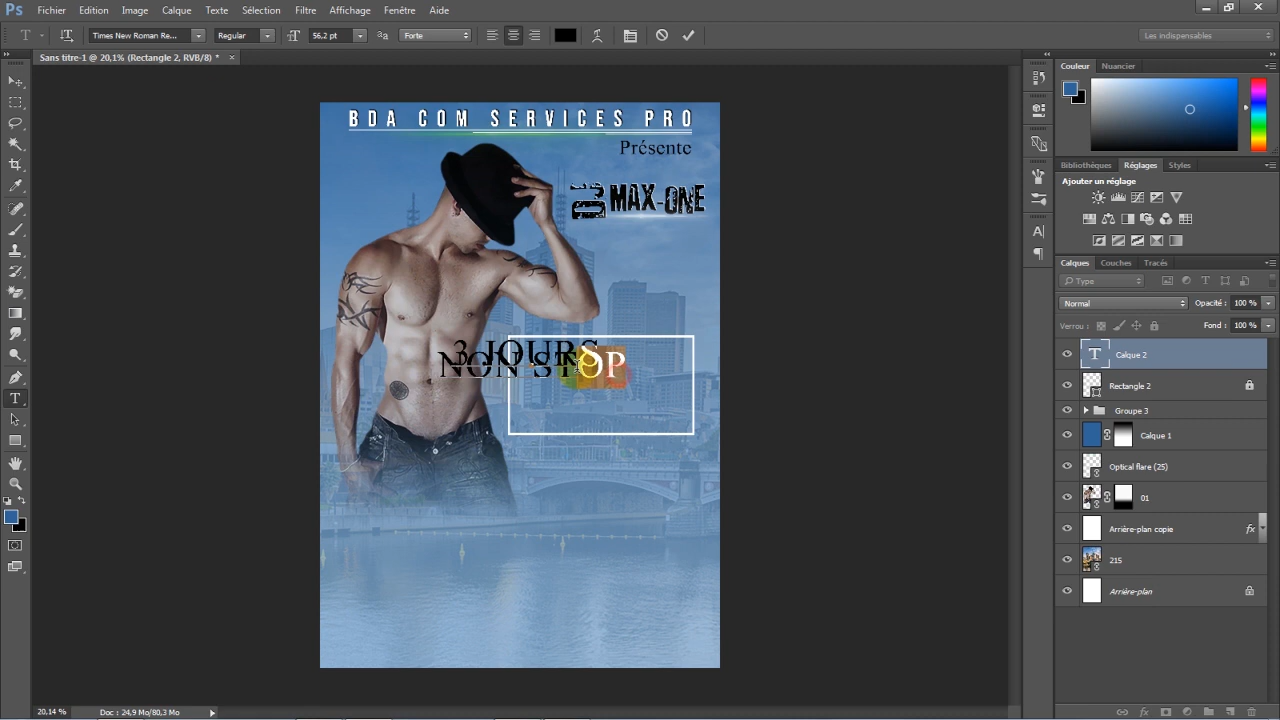 Ps Fichier Edition Image Calque Texte Sélection Filtre Affichage Fenêtre Aide
T Times New Roman Re... Regular 56,2 pt aa Forte Les indispensables
Sans titre-1 @ 20,1% (Rectangle 2, RVB/8) * ×
BDA COM SERVICES PRO
Présente
MAX-ONE
3 JOURS
NON STOP
Couleur Nuancier
Bibliothèques Réglages Styles
Ajouter un réglage
Calques Couches Tracés
Type
Normal Opacité : 100 %
Verrou : Fond : 100 %
T Calque 2
Rectangle 2
Groupe 3
Calque 1
Optical flare (25)
01
Arrière-plan copie fx
215
Arrière-plan
20,14 % Doc : 24,9 Mo/80,3 Mo